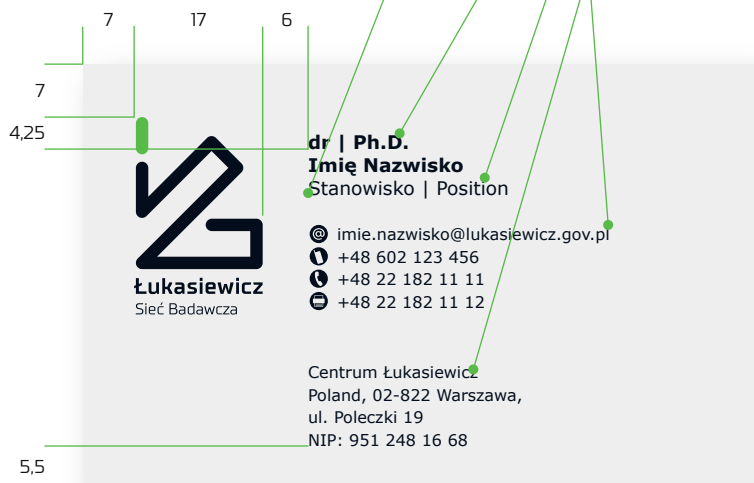 7 17 6
7
4,25
dr | Ph.D.
Imię Nazwisko
Stanowisko | Position
@ imie.nazwisko@lukasiewicz.gov.pl
+48 602 123 456
+48 22 182 11 11
+48 22 182 11 12
Łukasiewicz
Sieć Badawcza
Centrum Łukasiewicz
Poland, 02-822 Warszawa,
ul. Poleczki 19
NIP: 951 248 16 68
5,5